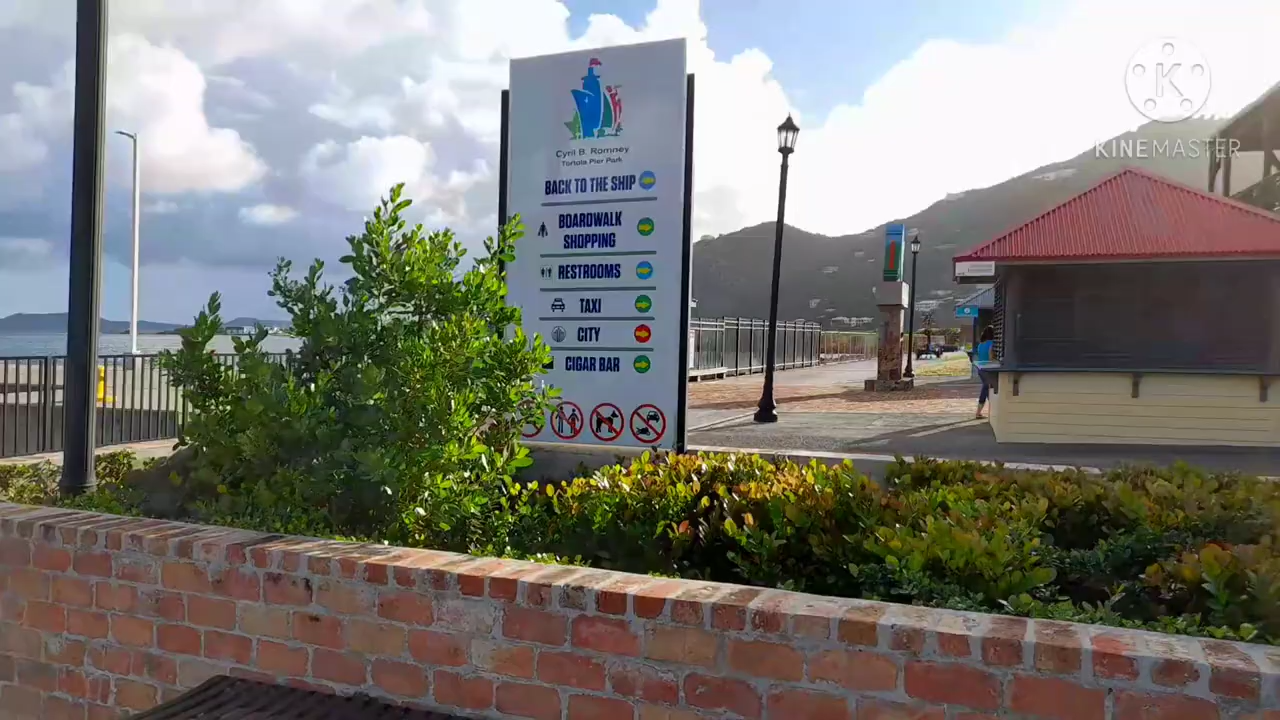 K
KINEMASTER
Cyril B. Romney
Tortola Pier Park
BACK TO THE SHIP
BOARDWALK
SHOPPING
RESTROOMS
TAXI
CITY
CIGAR BAR